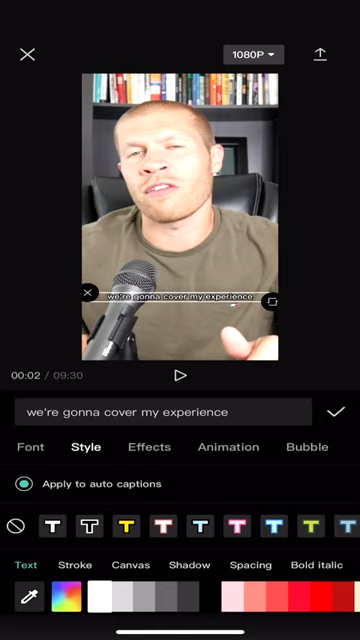 1080P
we're gonna cover my experience
00:02 / 09:30
we're gonna cover my experience
Font Style Effects Animation Bubble
Apply to auto captions
T T T T T T T T T
Text Stroke Canvas Shadow Spacing Bold italic